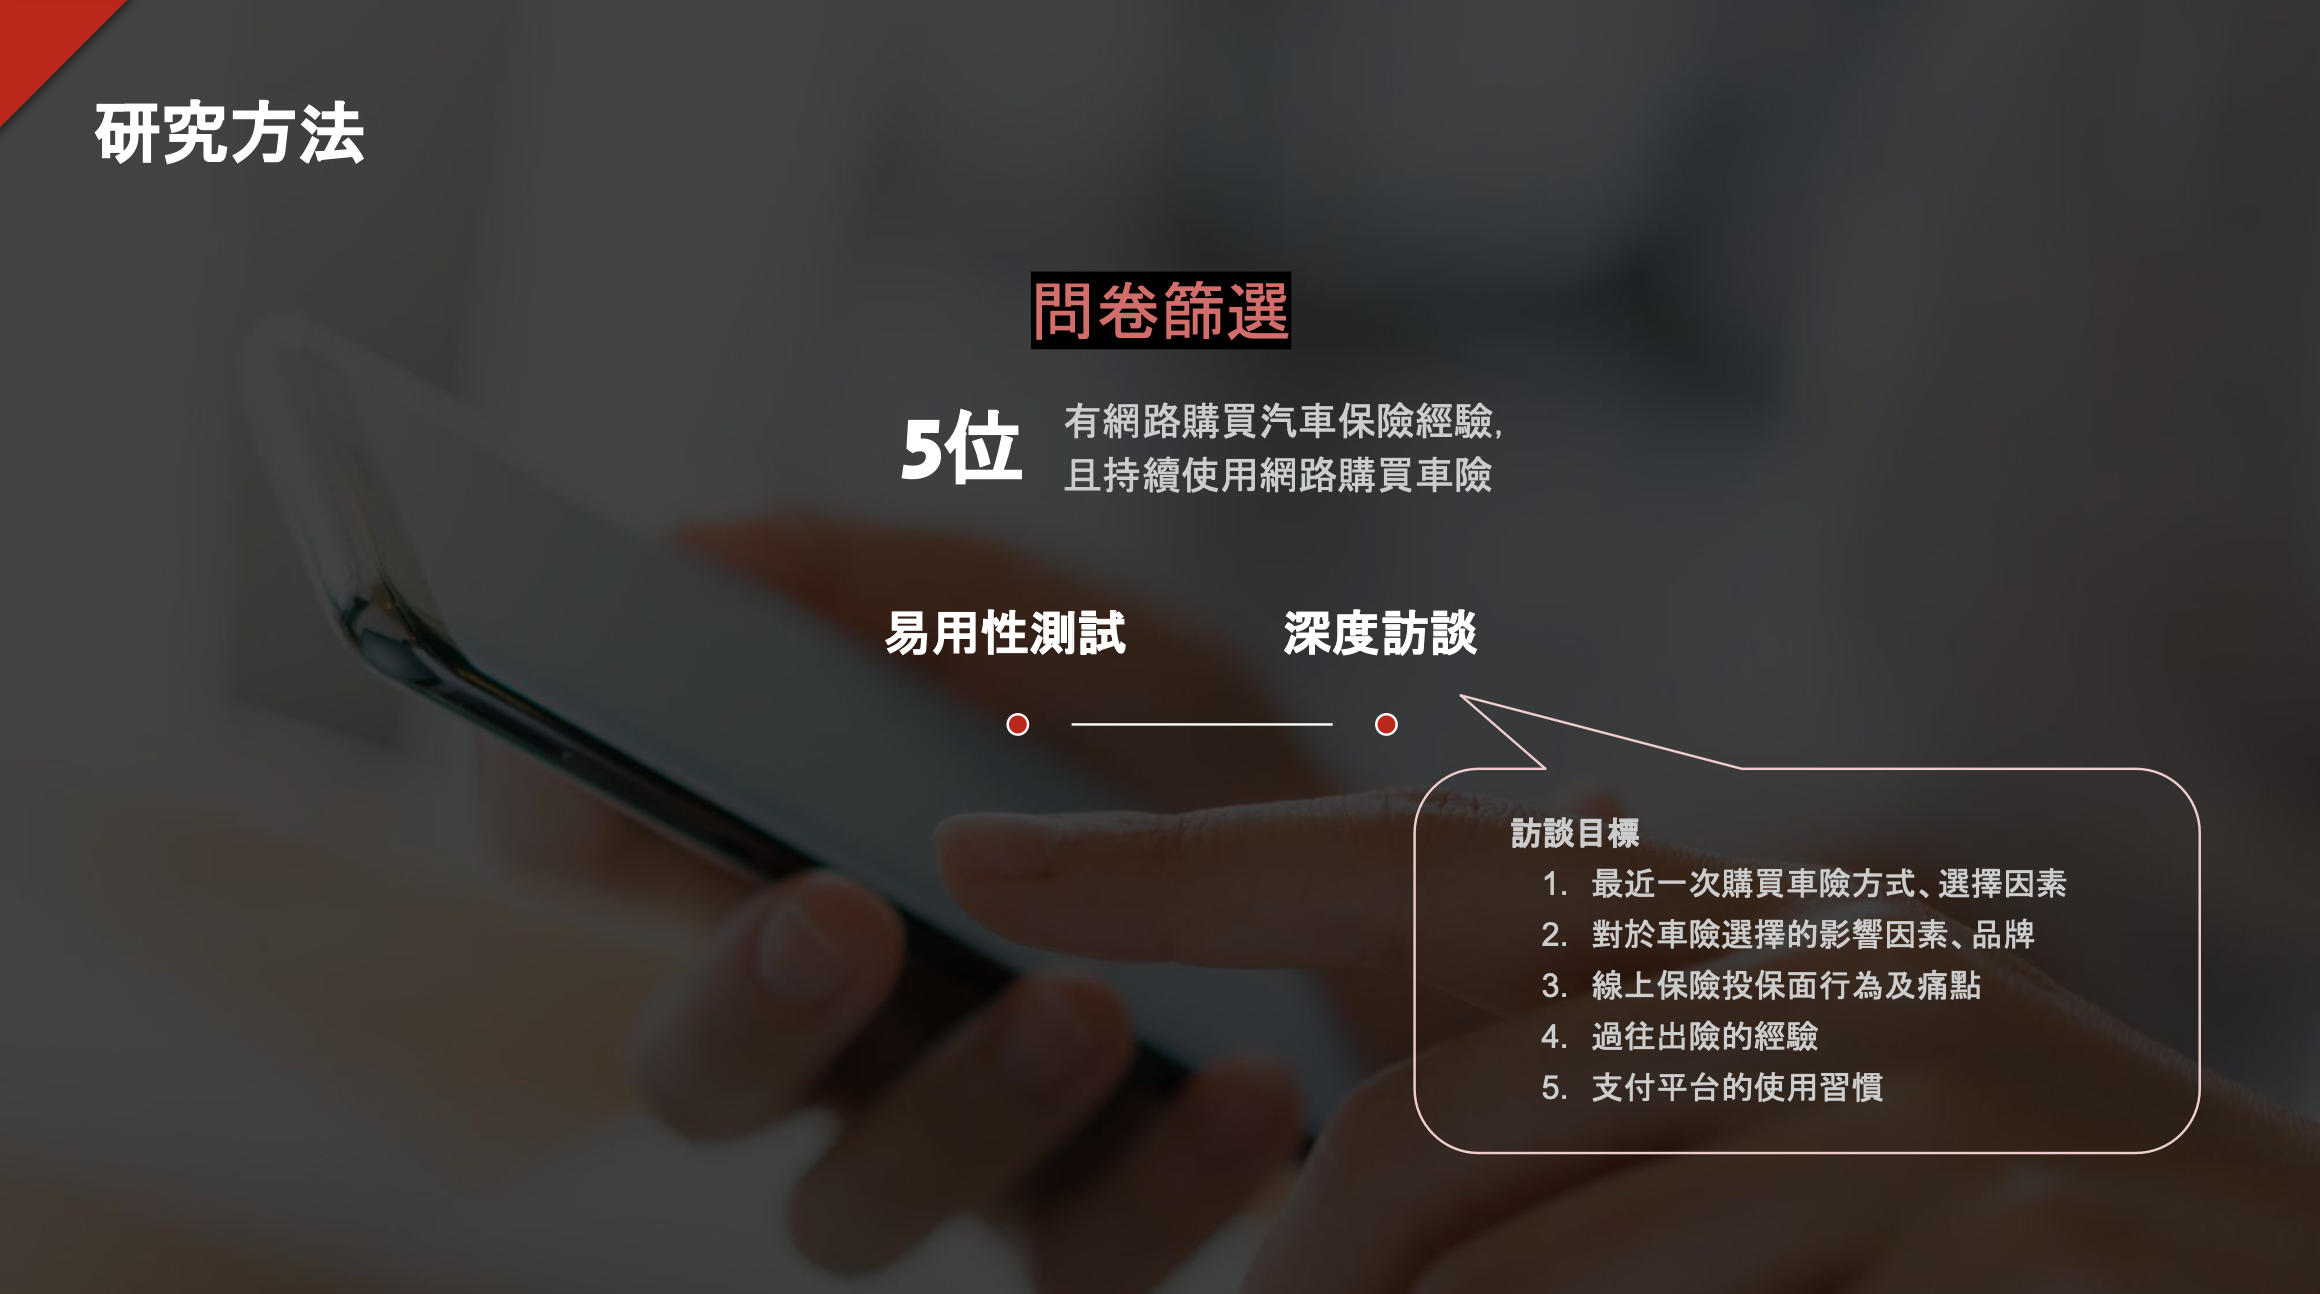 研究方法
問卷篩選
5位
有網路購買汽車保險經驗,
且持續使用網路購買車險
易用性測試
深度訪談
訪談目標
1. 最近一次購買車險方式、選擇因素
2. 對於車險選擇的影響因素、品牌
3. 線上保險投保面行為及痛點
4. 過往出險的經驗
5. 支付平台的使用習慣